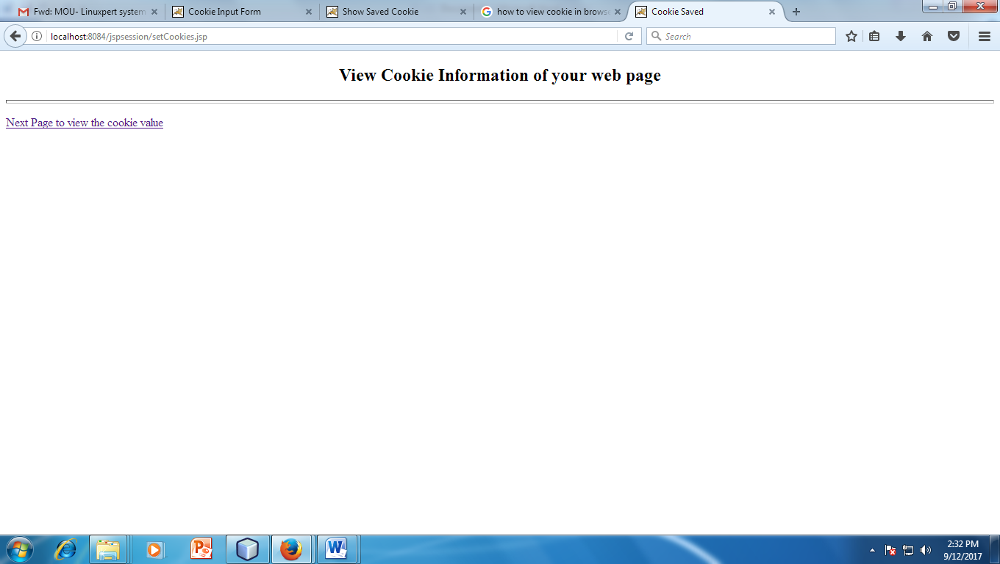 Fwd: MOU- Linuxpert system
Cookie Input Form
Show Saved Cookie
how to view cookie in browse
Cookie Saved
localhost:8084/jspsession/setCookies.jsp
Search
View Cookie Information of your web page
Next Page to view the cookie value
2:32 PM
9/12/2017